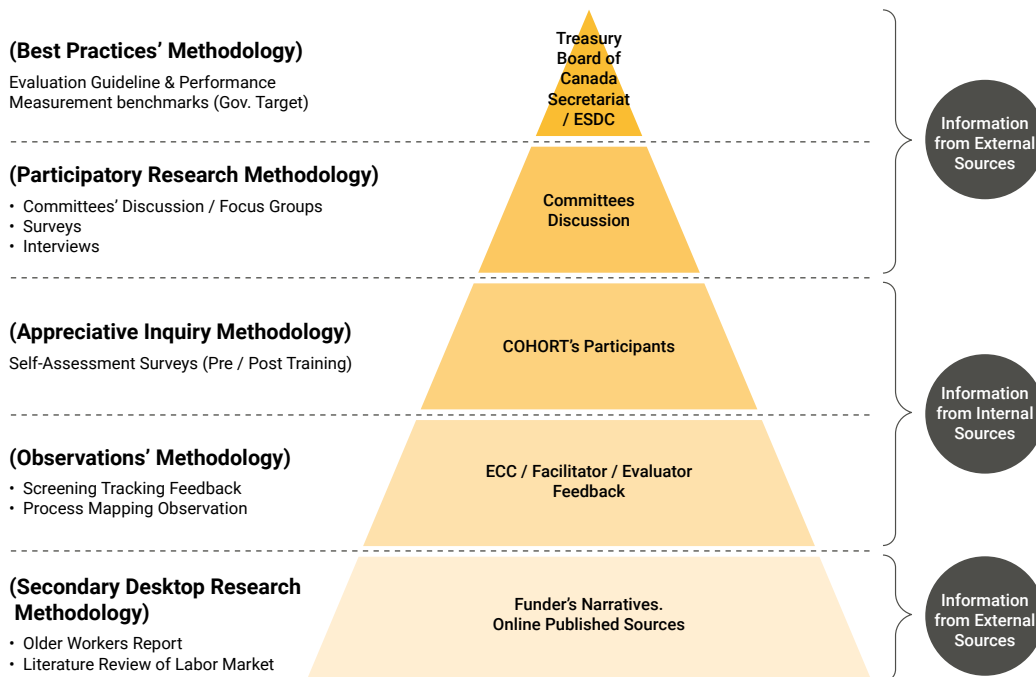 (Best Practices’ Methodology)
Evaluation Guideline & Performance
Measurement benchmarks (Gov. Target)
Treasury
Board of
Canada
Secretariat
/ ESDC
Information
from External
Sources
(Participatory Research Methodology)
• Committees’ Discussion / Focus Groups
• Surveys
• Interviews
Committees
Discussion
(Appreciative Inquiry Methodology)
Self-Assessment Surveys (Pre / Post Training)
COHORT’s Participants
Information
from Internal
Sources
(Observations’ Methodology)
• Screening Tracking Feedback
• Process Mapping Observation
ECC / Facilitator / Evaluator
Feedback
(Secondary Desktop Research
Methodology)
• Older Workers Report
• Literature Review of Labor Market
Funder’s Narratives.
Online Published Sources
Information
from External
Sources